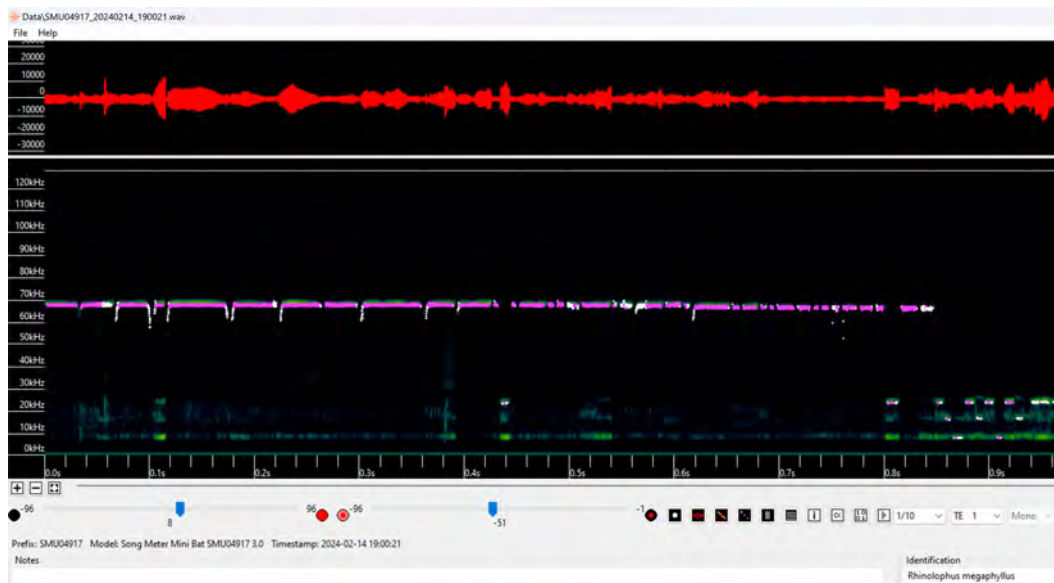 Data\SMU04917_20240214_190021.wav
File Help
20000
10000
0
-10000
-20000
-30000
120kHz
110kHz
100kHz
90kHz
80kHz
70kHz
60kHz
50kHz
40kHz
30kHz
20kHz
10kHz
0kHz
0.0s 0.1s 0.2s 0.3s 0.4s 0.5s 0.6s 0.7s 0.8s 0.9s
-96 96 -96 -1
8 -51
1/10 TE 1 Mono
Prefix: SMU04917 Model: Song Meter Mini Bat SMU04917 3.0 Timestamp: 2024-02-14 19:00:21
Notes Identification
Rhinolophus megaphyllus